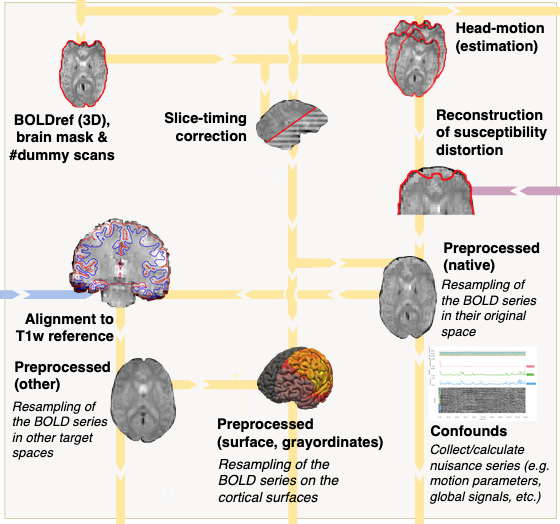 Head-motion
(estimation)
BOLDref (3D),
brain mask &
#dummy scans
Slice-timing
correction
Reconstruction
of susceptibility
distortion
Preprocessed
(native)
Resampling of
the BOLD series
in their original
space
Alignment to
T1w reference
Preprocessed
(other)
Resampling of
the BOLD series
in other target
spaces
Preprocessed
(surface, grayordinates)
Resampling of the
BOLD series on the
cortical surfaces
Confounds
Collect/calculate
nuisance series (e.g.
motion parameters,
global signals, etc.)